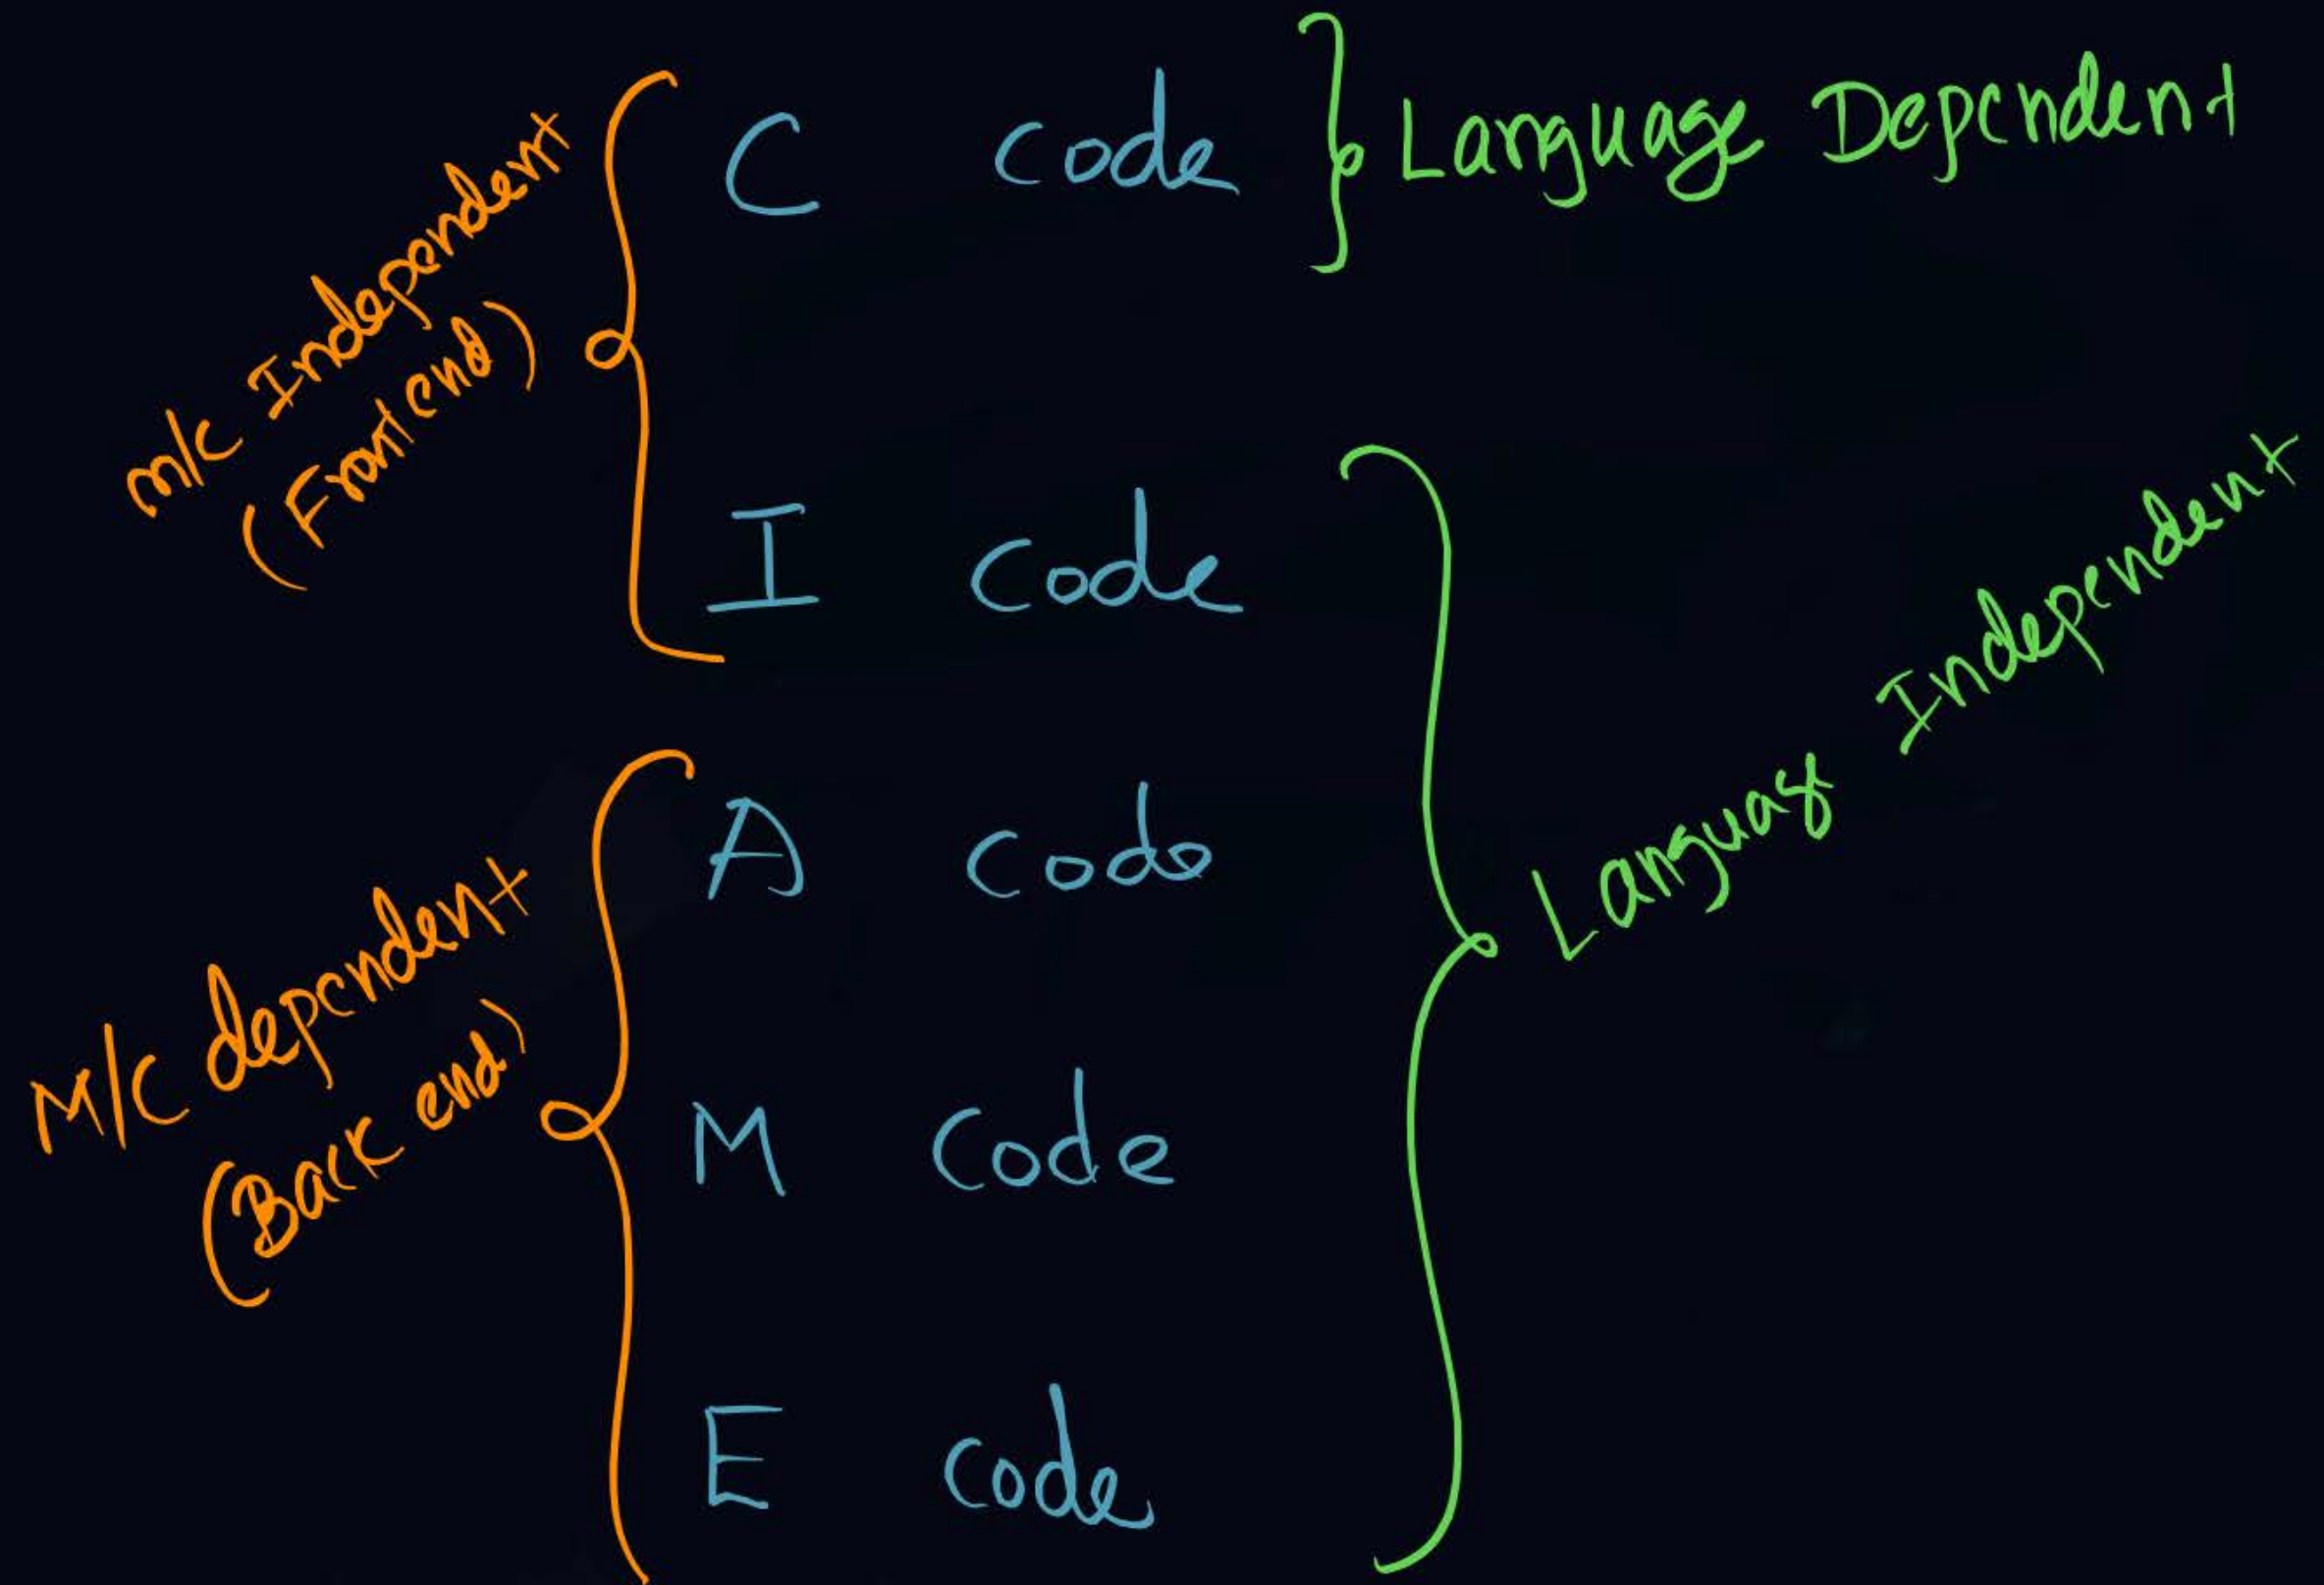 C code
Language Dependent
M/C Independent
(Front end)
I code
A code
Language Independent
M/C dependent
(Back end)
M code
E code